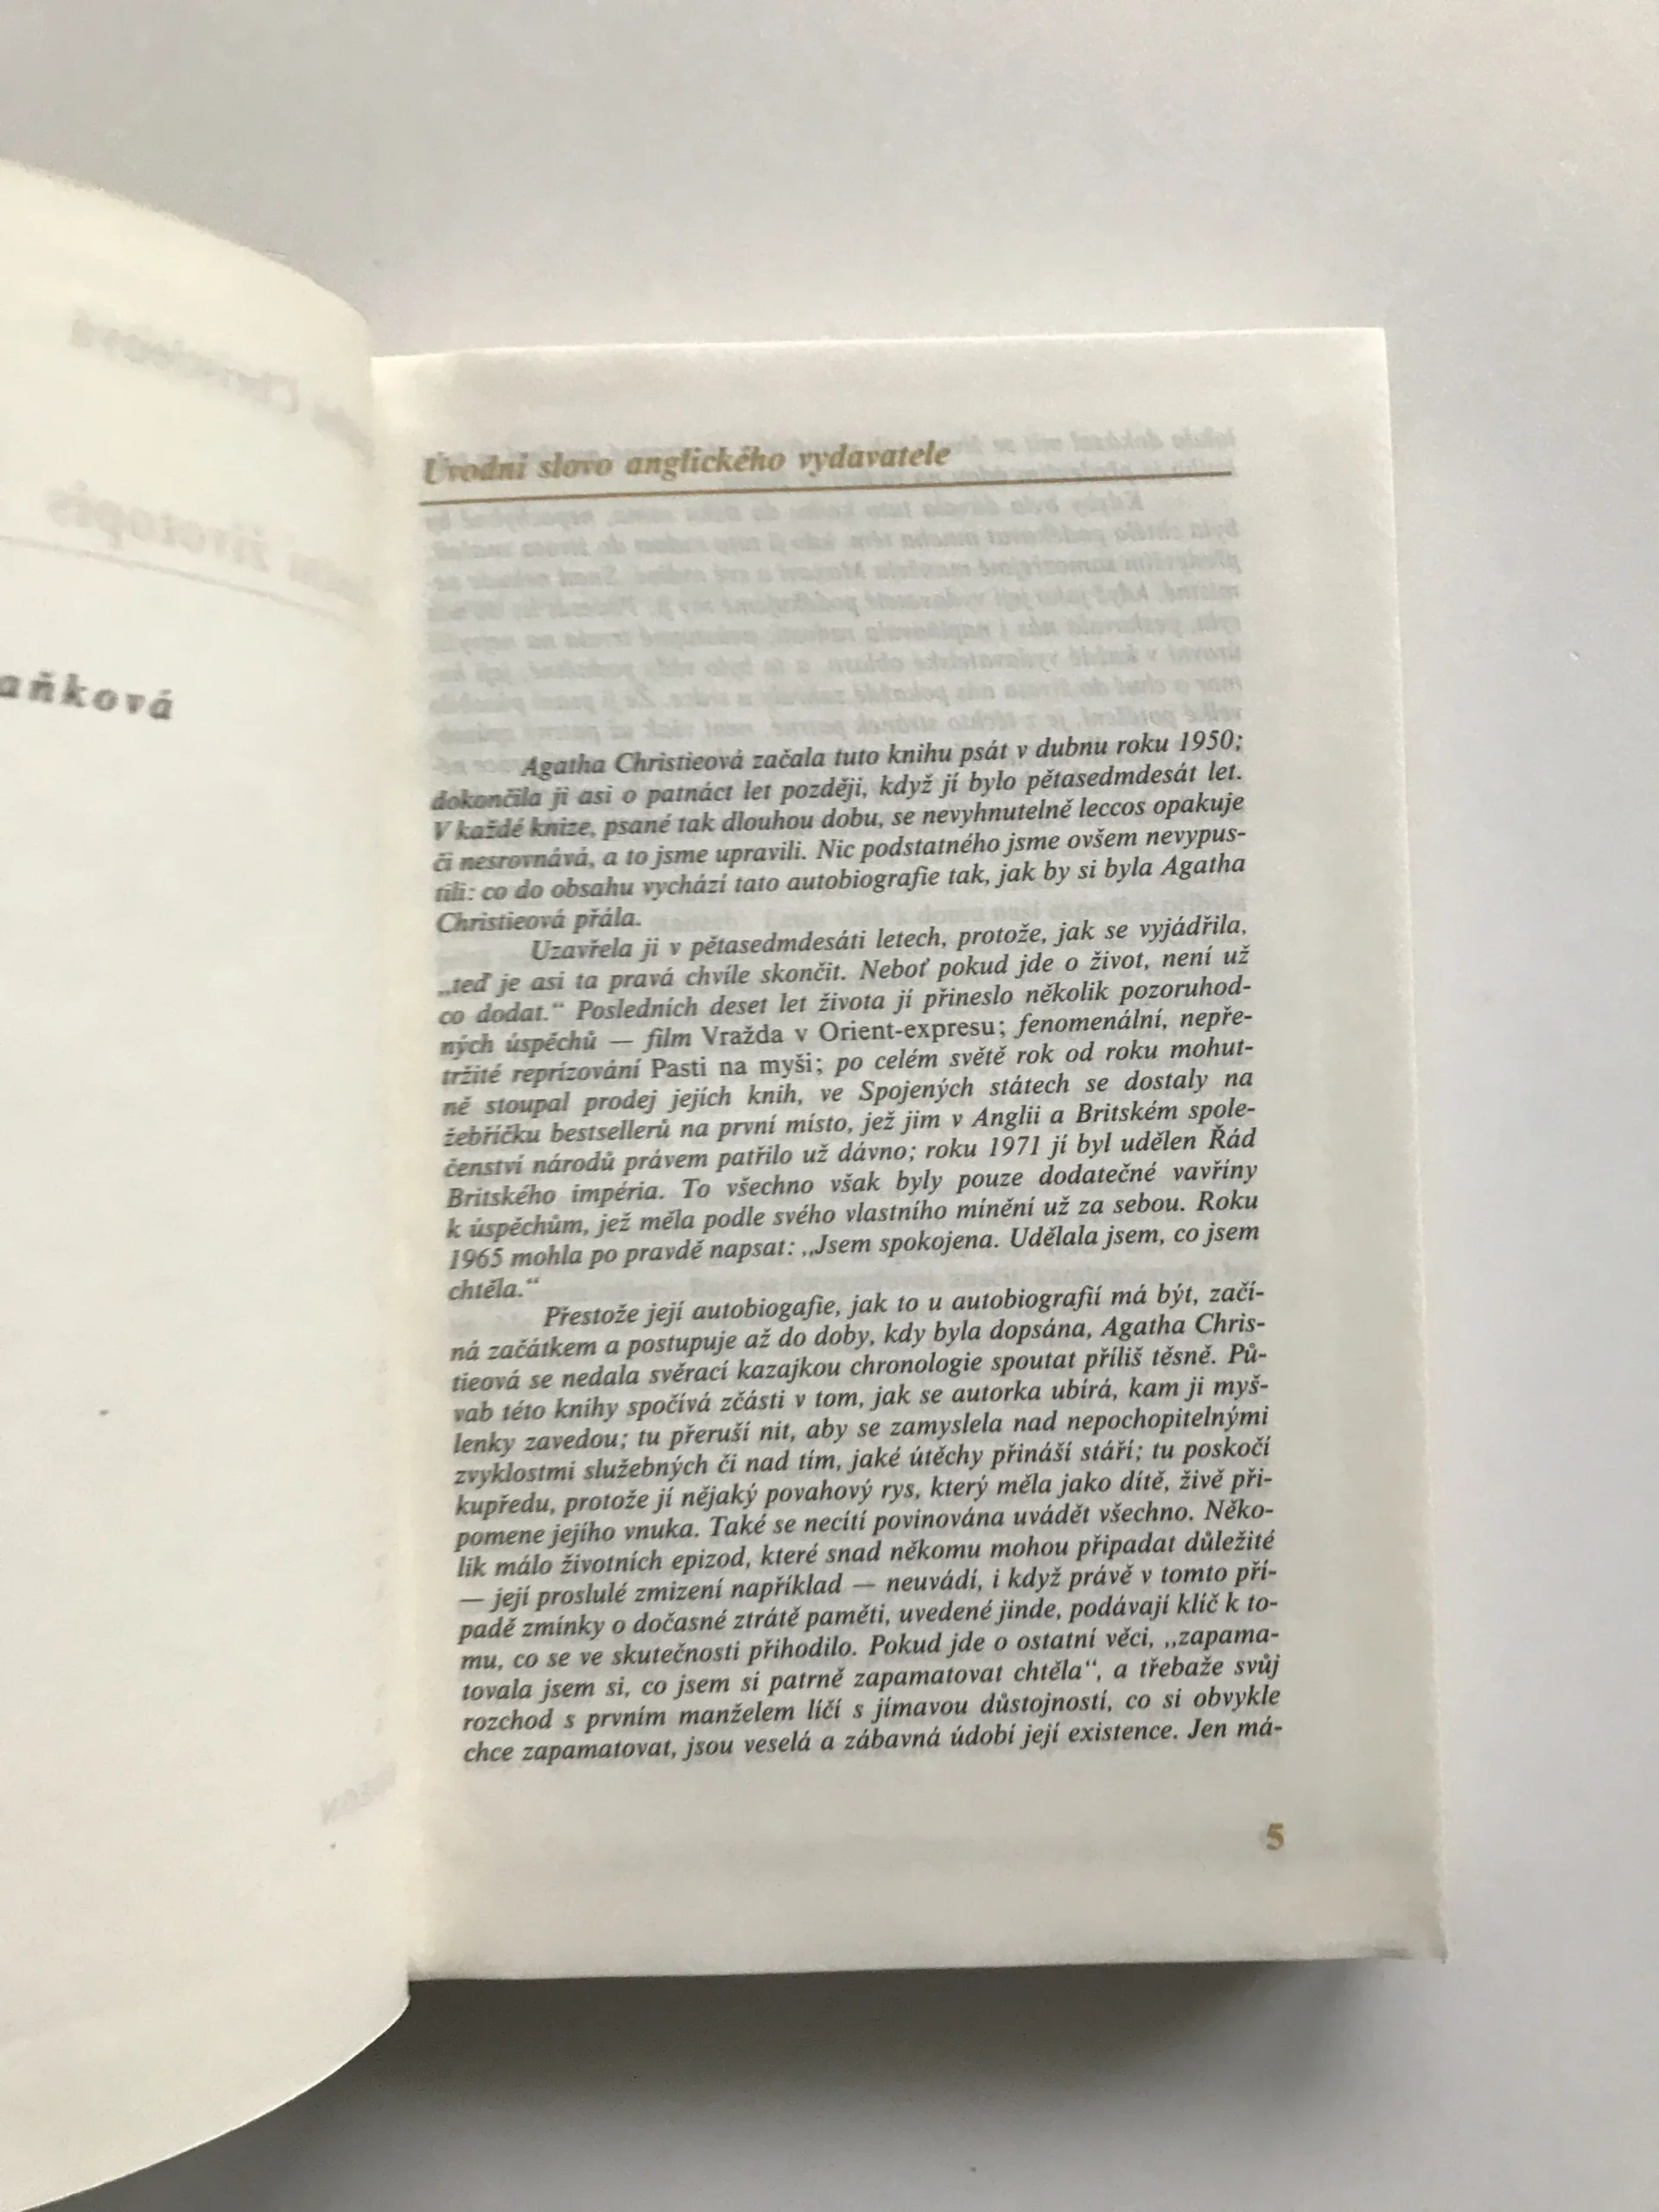 aňková
Úvodní slovo anglického vydavatele
Agatha Christieová začala tuto knihu psát v dubnu roku 1950;
dokončila ji asi o patnáct let později, když jí bylo pětasedmdesát let.
V každé knize, psané tak dlouhou dobu, se nevyhnutelně leccos opakuje
či nesrovnává, a to jsme upravili. Nic podstatného jsme ovšem nevypus-
tili: co do obsahu vychází tato autobiografie tak, jak by si byla Agatha
Christieová přála.
Uzavřela ji v pětasedmdesáti letech, protože, jak se vyjádřila,
„teď je asi ta pravá chvíle skončit. Neboť pokud jde o život, není už
co dodat.“ Posledních deset let života jí přineslo několik pozoruhod-
ných úspěchů — film Vražda v Orient-expresu; fenomenální, nepře-
tržité reprízování Pasti na myši; po celém světě rok od roku mohut-
ně stoupal prodej jejích knih, ve Spojených státech se dostaly na
žebříčku bestsellerů na první místo, jež jim v Anglii a Britském spole-
čenství národů právem patřilo už dávno; roku 1971 jí byl udělen Řád
Britského impéria. To všechno však byly pouze dodatečné vavříny
k úspěchům, jež měla podle svého vlastního mínění už za sebou. Roku
1965 mohla po pravdě napsat: „Jsem spokojena. Udělala jsem, co jsem
chtěla.“
Přestože její autobiogafie, jak to u autobiografií má být, začí-
ná začátkem a postupuje až do doby, kdy byla dopsána, Agatha Chris-
tieová se nedala svěrací kazajkou chronologie spoutat příliš těsně. Pů-
vab této knihy spočívá zčásti v tom, jak se autorka ubírá, kam ji myš-
lenky zavedou; tu přeruší nit, aby se zamyslela nad nepochopitelnými
zvyklostmi služebných či nad tím, jaké útěchy přináší stáří; tu poskočí
kupředu, protože jí nějaký povahový rys, který měla jako dítě, živě při-
pomene jejího vnuka. Také se necítí povinována uvádět všechno. Něko-
lik málo životních epizod, které snad někomu mohou připadat důležité
— její proslulé zmizení například — neuvádí, i když právě v tomto pří-
padě zmínky o dočasné ztrátě paměti, uvedené jinde, podávají klíč k to-
mu, co se ve skutečnosti přihodilo. Pokud jde o ostatní věci, „zapama-
tovala jsem si, co jsem si patrně zapamatovat chtěla“, a třebaže svůj
rozchod s prvním manželem líčí s jímavou důstojností, co si obvykle
chce zapamatovat, jsou veselá a zábavná údobí její existence. Jen má-
5